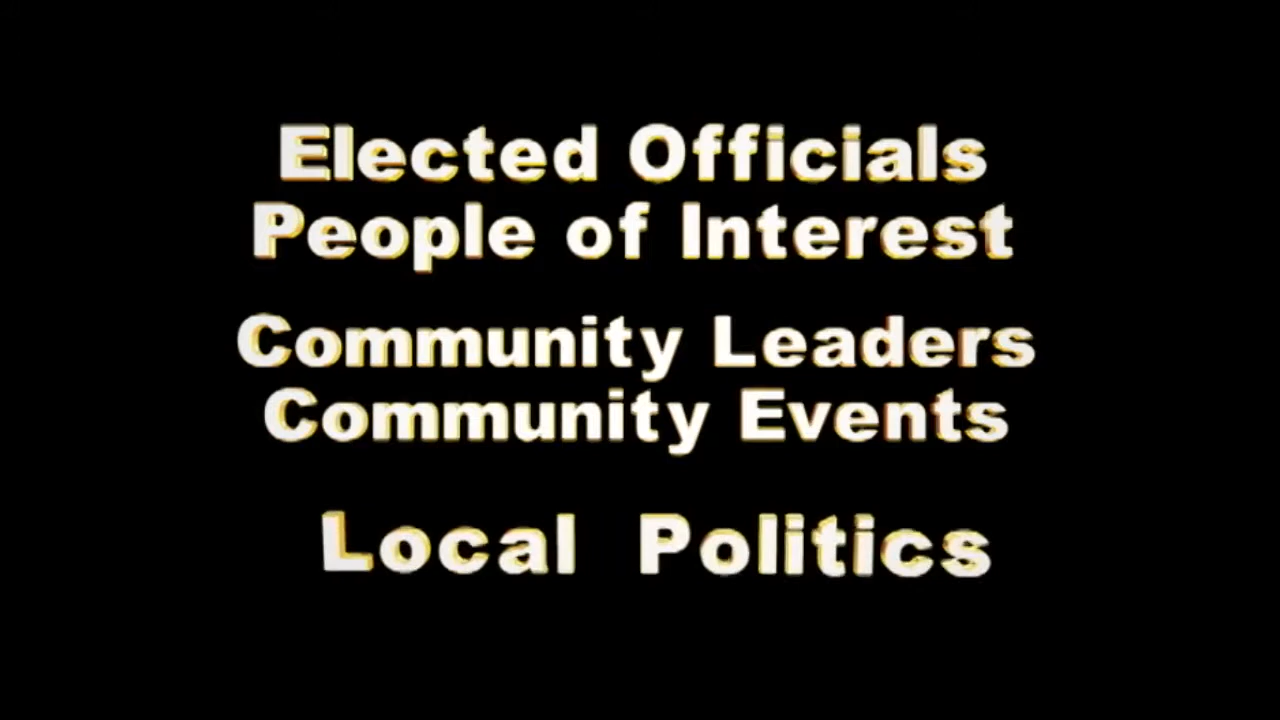 Elected Officials
People of Interest
Community Leaders
Community Events
Local Politics